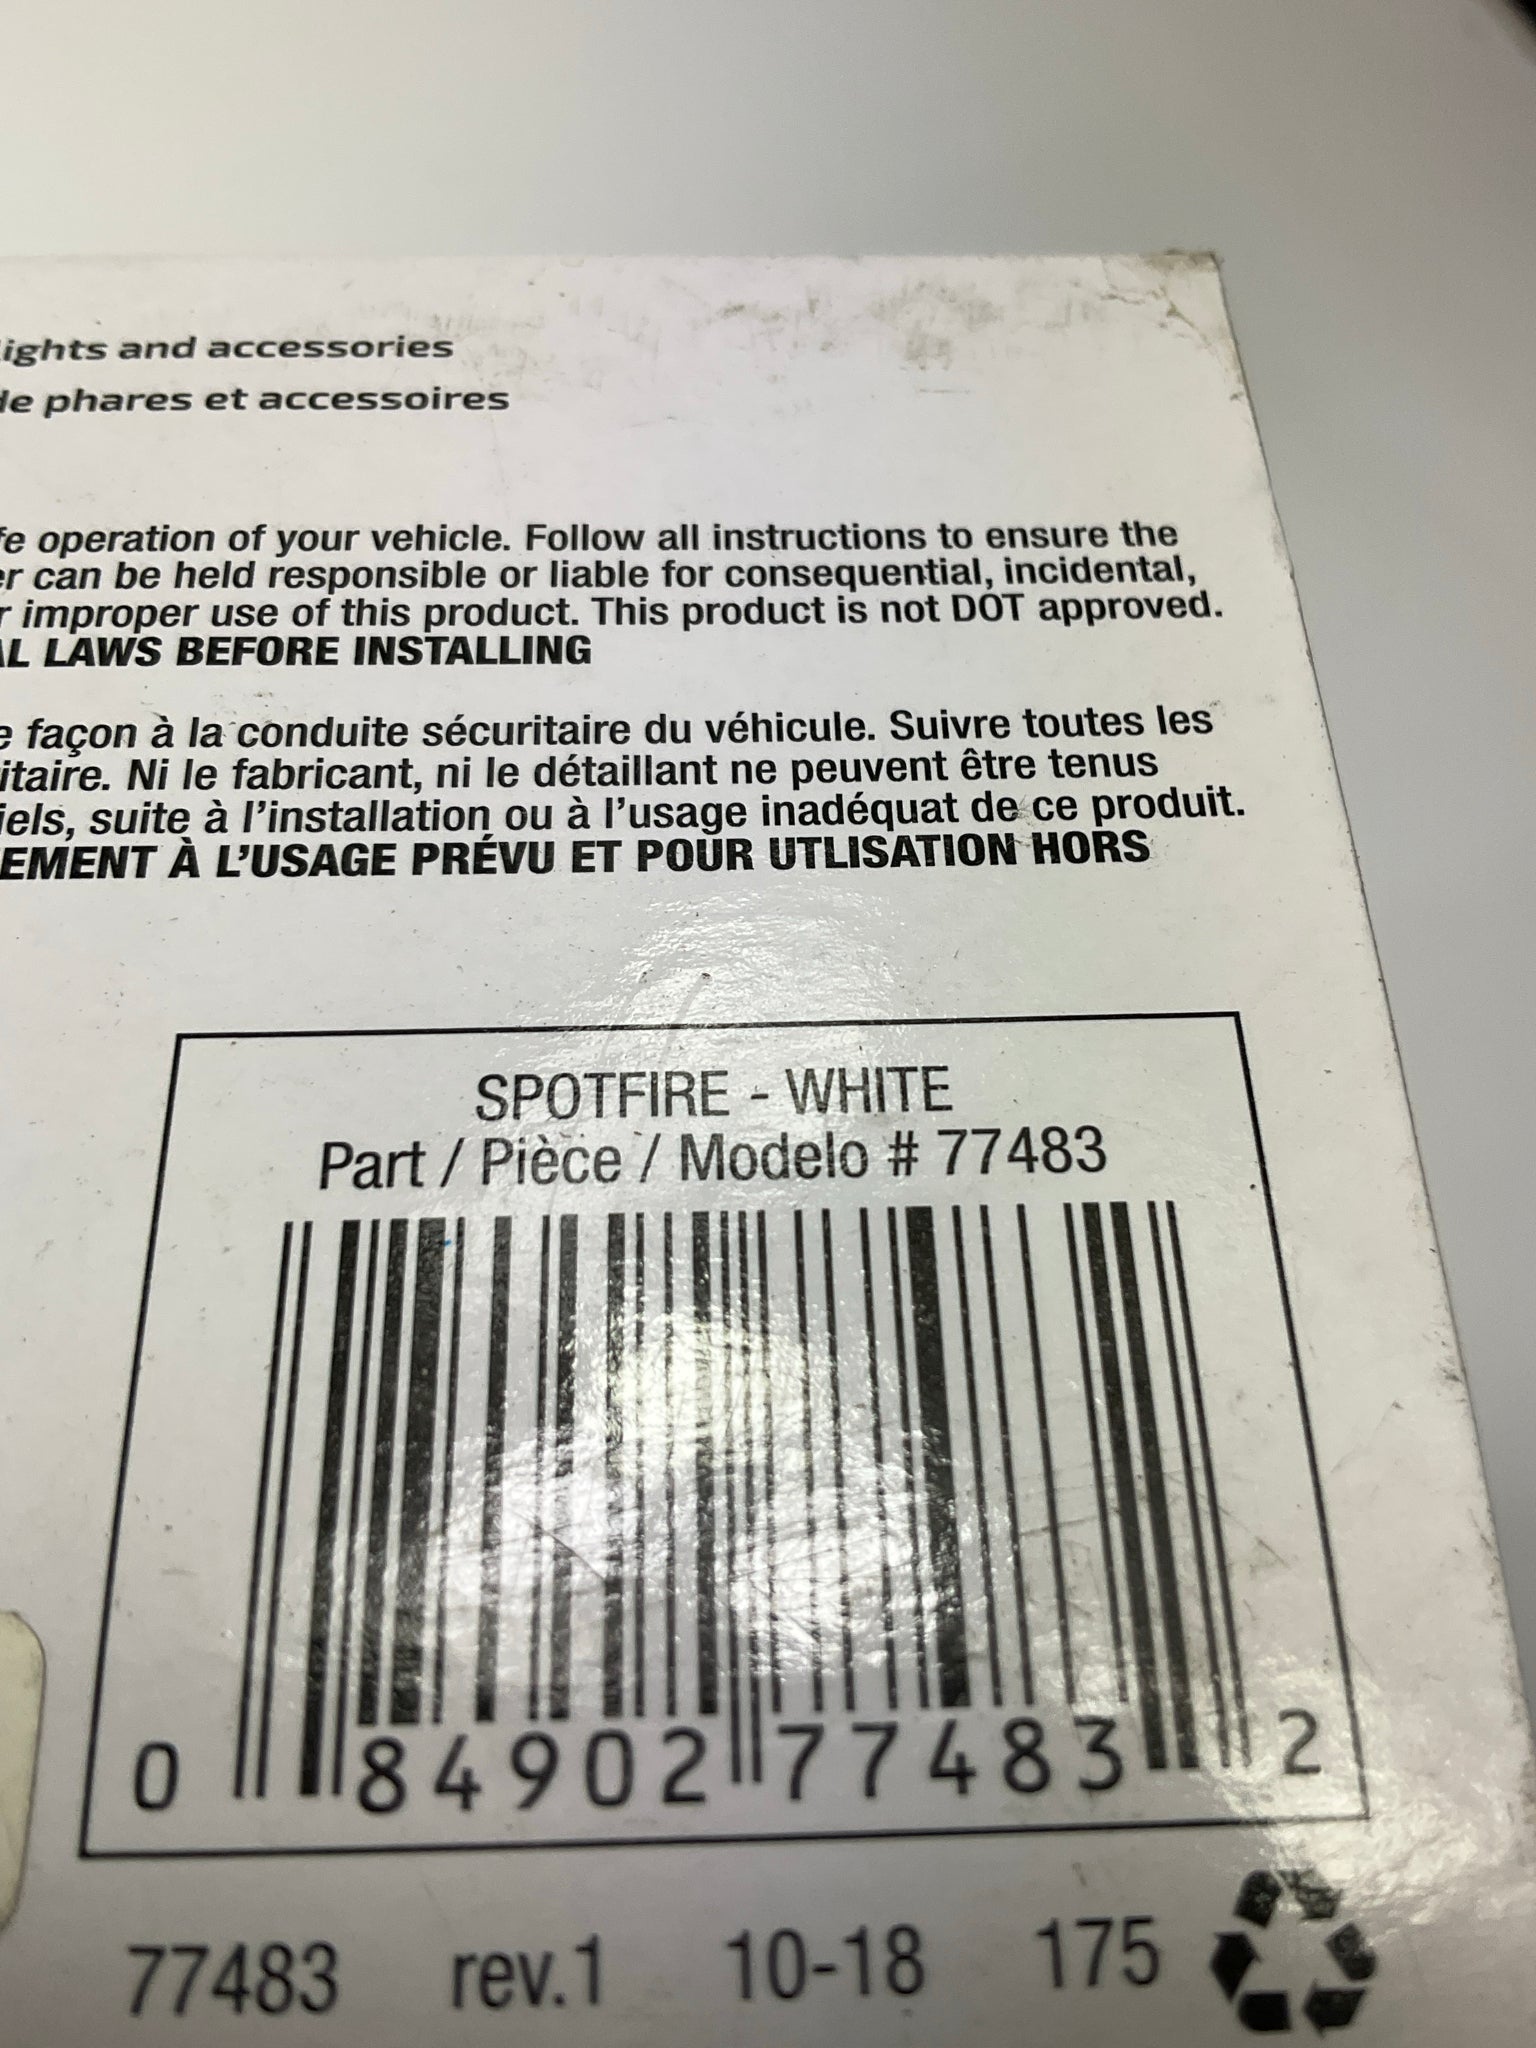 ights and accessories
de phares et accessoires
fe operation of your vehicle. Follow all instructions to ensure the
er can be held responsible or liable for consequential, incidental,
r improper use of this product. This product is not DOT approved.
AL LAWS BEFORE INSTALLING
e façon à la conduite sécuritaire du véhicule. Suivre toutes les
itaire. Ni le fabricant, ni le détaillant ne peuvent être tenus
iels, suite à l'installation ou à l'usage inadéquat de ce produit.
EMENT À L'USAGE PRÉVU ET POUR UTLISATION HORS
SPOTFIRE - WHITE
Part / Pièce / Modelo # 77483
0 84902 77483 2
77483 rev.1 10-18 175